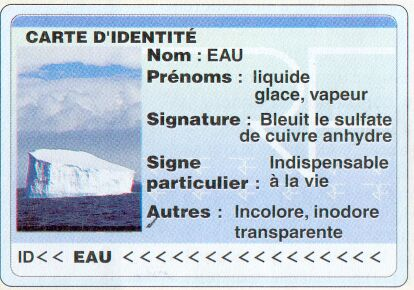 CARTE D'IDENTITÉ
Nom : EAU
Prénoms : liquide
glace, vapeur
Signature : Bleuit le sulfate
de cuivre anhydre
Signe Indispensable
particulier : à la vie
Autres : Incolore, inodore
transparente
ID<< EAU <<<<<<<<<<<<<<<<